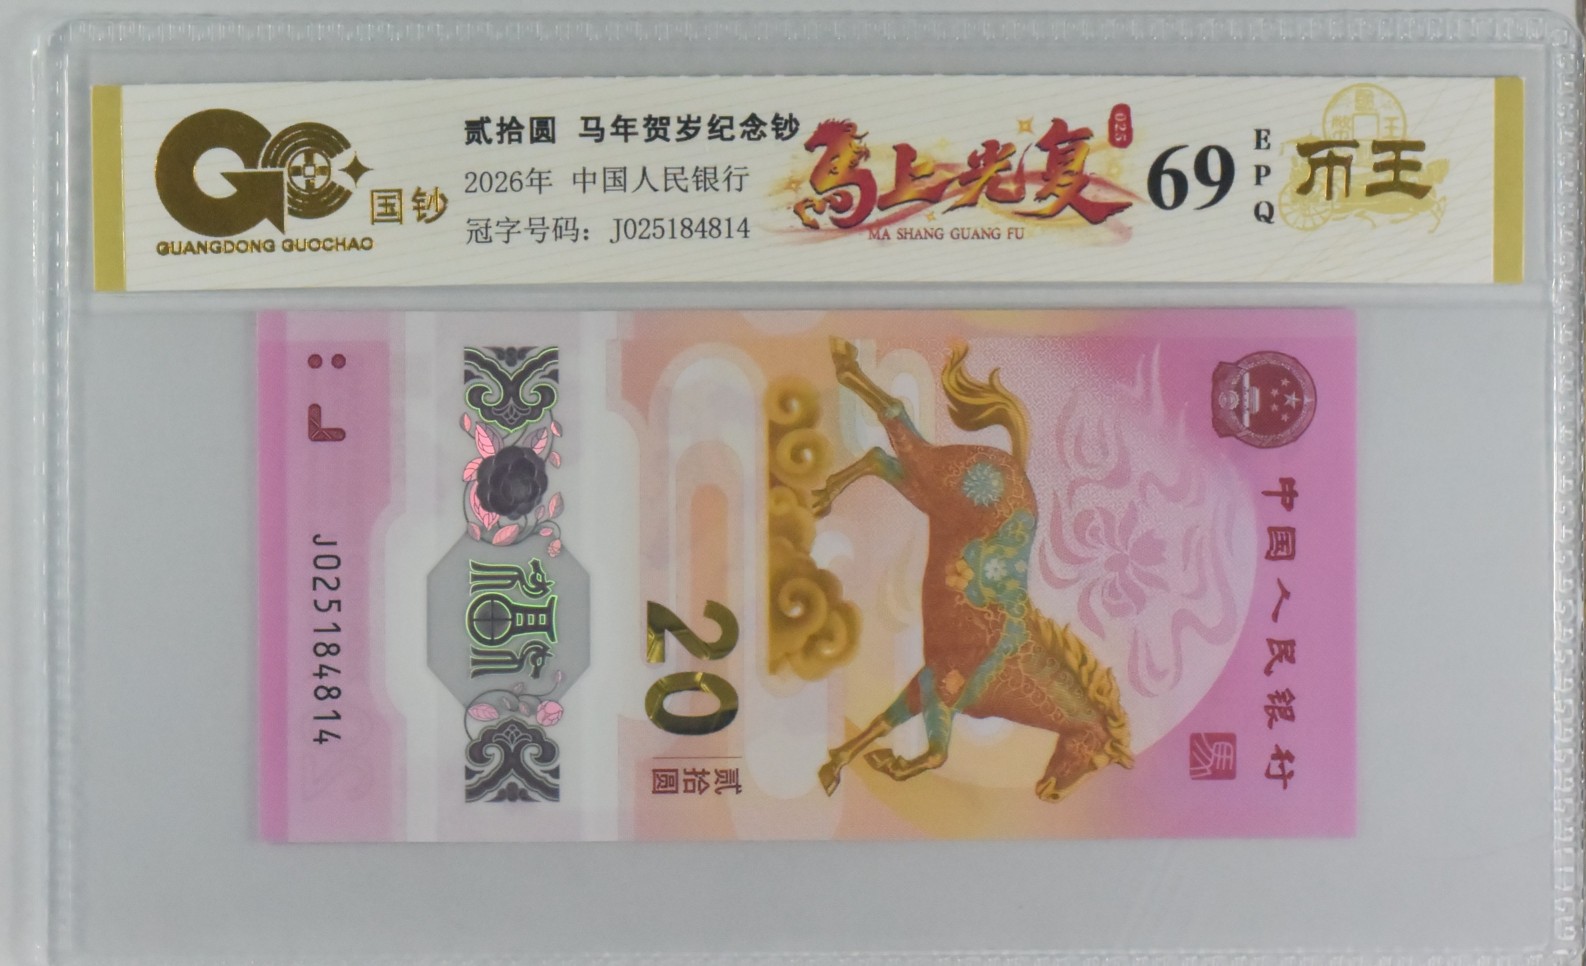 GC
国钞
GUANGDONG GUOCHAO
贰拾圆 马年贺岁纪念钞
2026年 中国人民银行
冠字号码：J025184814
馬上光复
025
MA SHANG GUANG FU
69
EPQ
币王
中国人民银行
20
贰拾圆
J025184814